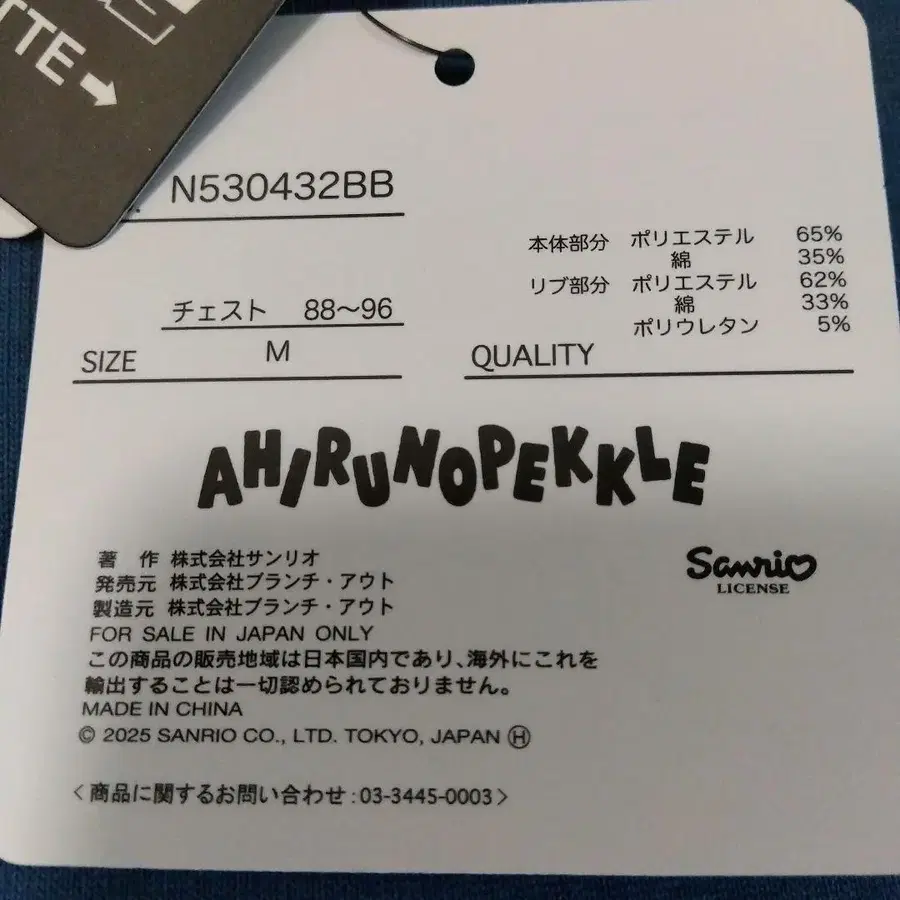 TTE
N530432BB
チェスト 88〜96
SIZE M
本体部分 ポリエステル 65%
綿 35%
リブ部分 ポリエステル 62%
綿 33%
ポリウレタン 5%
QUALITY
AHIRUNOPEKKLE
著 作 株式会社サンリオ
発売元 株式会社ブランチ・アウト
製造元 株式会社ブランチ・アウト
Sanrio
LICENSE
FOR SALE IN JAPAN ONLY
この商品の販売地域は日本国内であり、海外にこれを
輸出することは一切認められておりません。
MADE IN CHINA
© 2025 SANRIO CO., LTD. TOKYO, JAPAN Ⓗ
〈商品に関するお問い合わせ:03-3445-0003〉